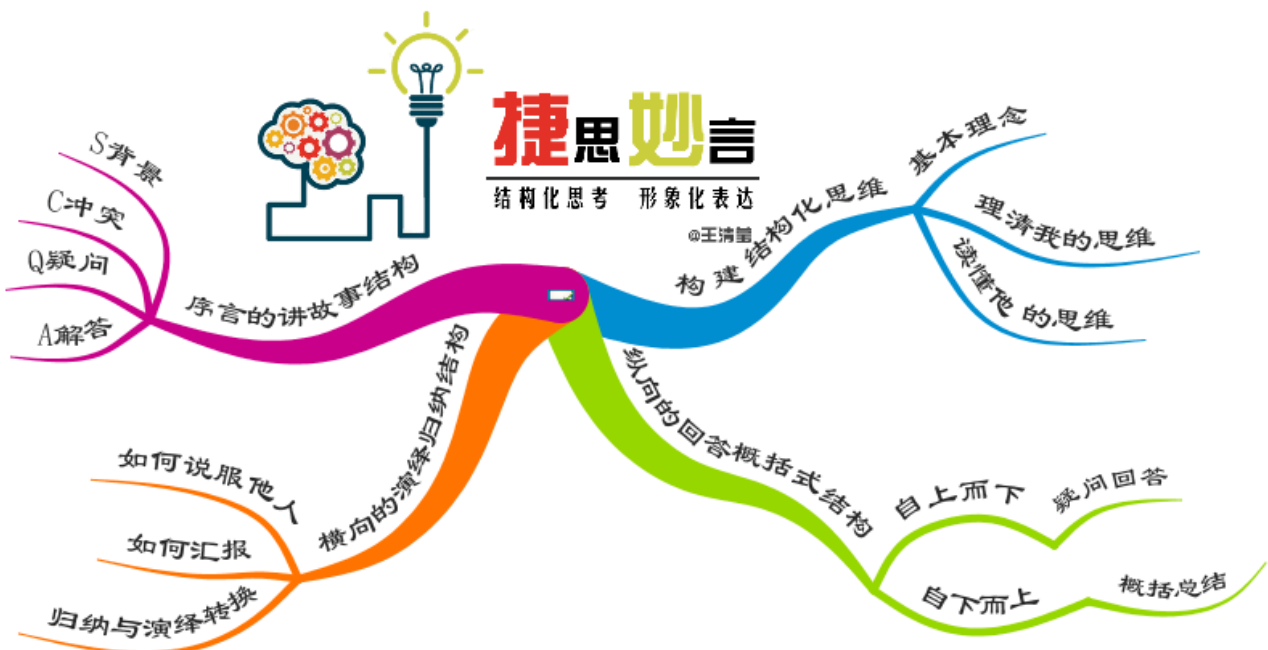 捷思妙言
结构化思考 形象化表达
@王清莹
构建结构化思维
基本理念
理清我的思维
读懂他的思维
纵向的回答概括式结构
自上而下
疑问回答
自下而上
概括总结
横向的演绎归纳结构
如何说服他人
如何汇报
归纳与演绎转换
序言的讲故事结构
S背景
C冲突
Q疑问
A解答